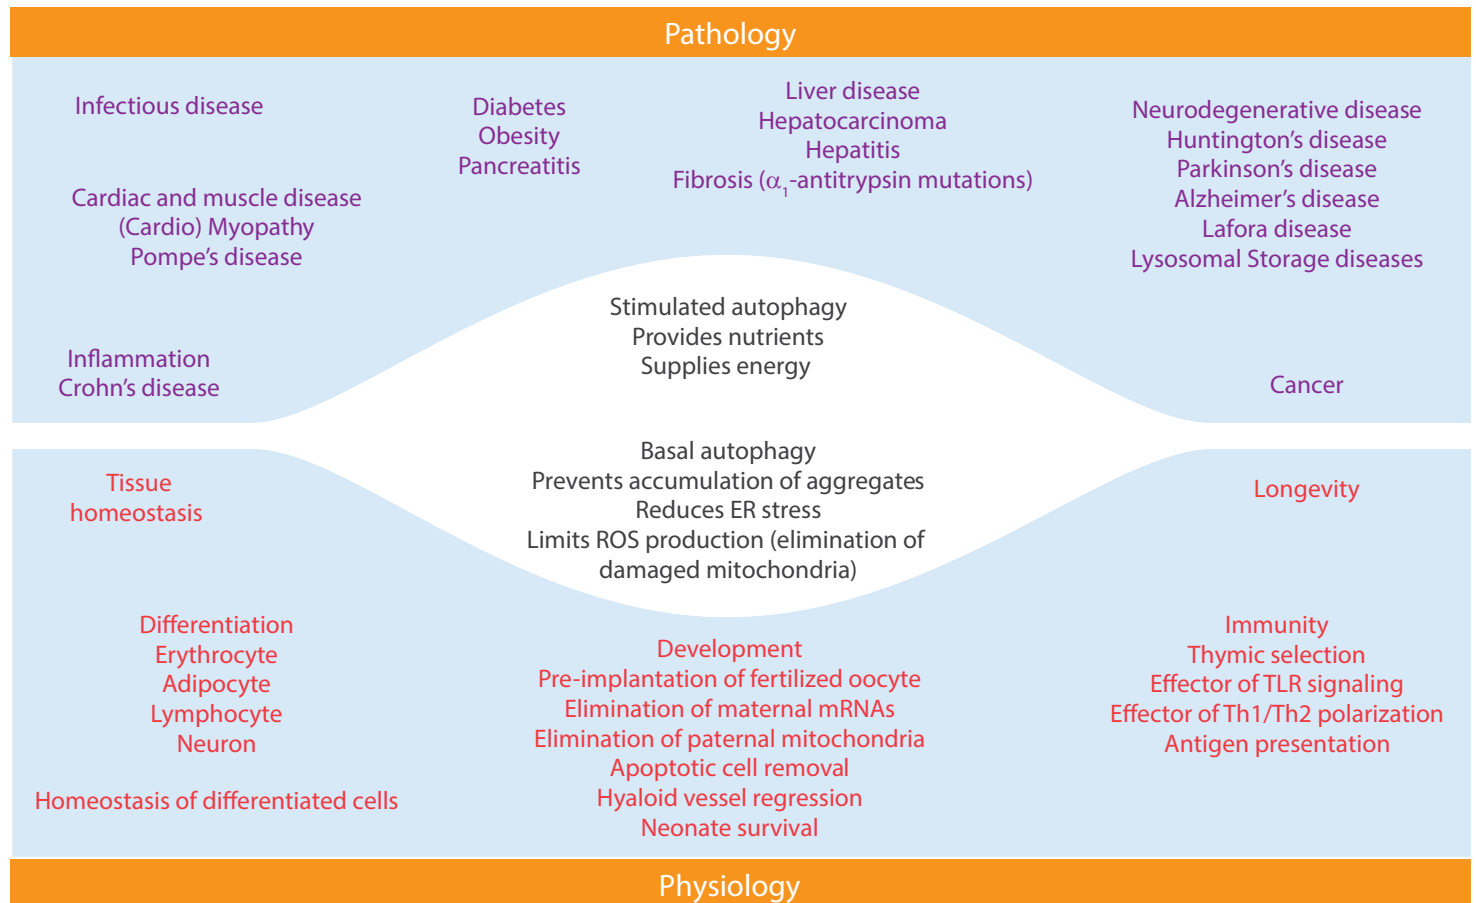 Pathology
Infectious disease
Cardiac and muscle disease
(Cardio) Myopathy
Pompe's disease
Inflammation
Crohn's disease
Diabetes
Obesity
Pancreatitis
Liver disease
Hepatocarcinoma
Hepatitis
Fibrosis (α₁-antitrypsin mutations)
Neurodegenerative disease
Huntington's disease
Parkinson's disease
Alzheimer's disease
Lafora disease
Lysosomal Storage diseases
Cancer
Stimulated autophagy
Provides nutrients
Supplies energy
Basal autophagy
Prevents accumulation of aggregates
Reduces ER stress
Limits ROS production (elimination of
damaged mitochondria)
Tissue
homeostasis
Differentiation
Erythrocyte
Adipocyte
Lymphocyte
Neuron
Homeostasis of differentiated cells
Development
Pre-implantation of fertilized oocyte
Elimination of maternal mRNAs
Elimination of paternal mitochondria
Apoptotic cell removal
Hyaloid vessel regression
Neonate survival
Longevity
Immunity
Thymic selection
Effector of TLR signaling
Effector of Th1/Th2 polarization
Antigen presentation
Physiology